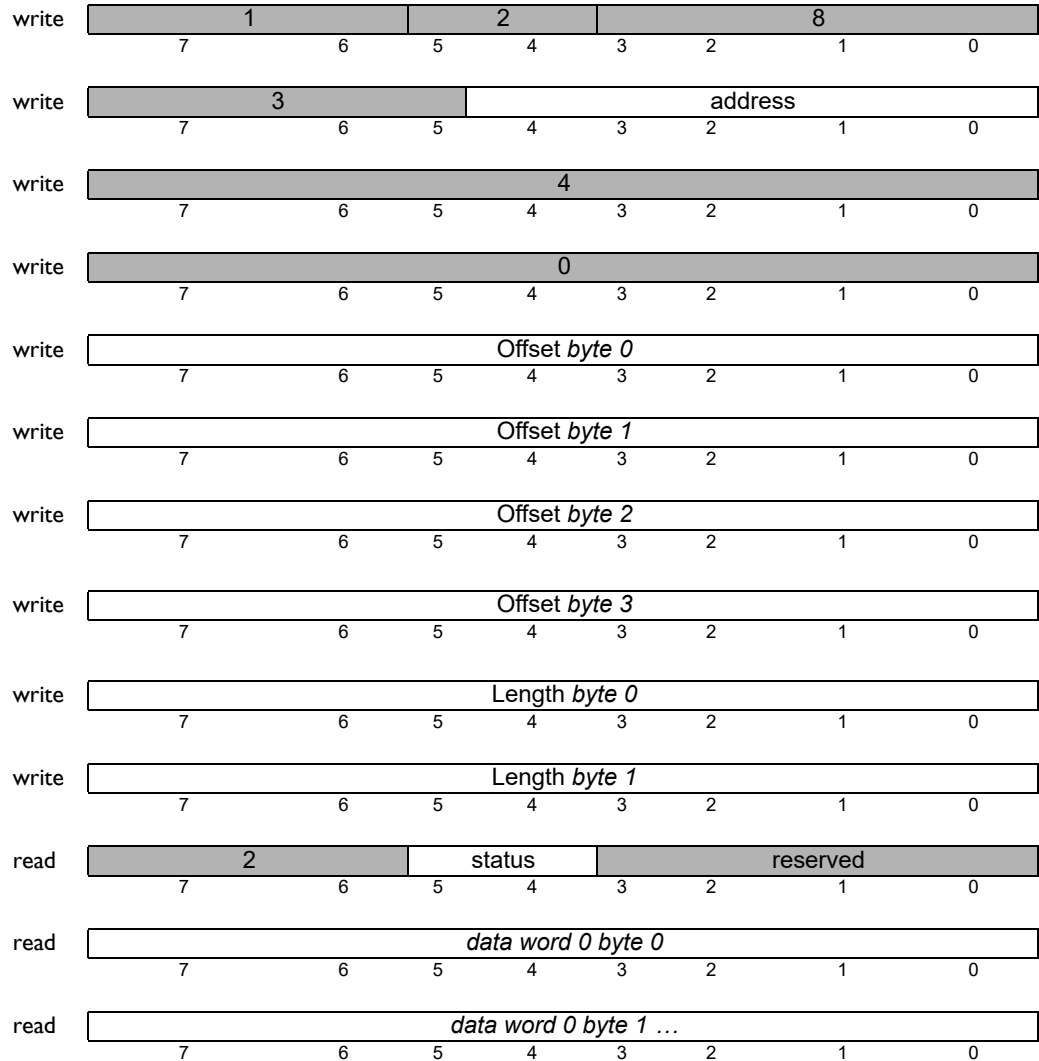 write 1 2 8
7 6 5 4 3 2 1 0
write 3 address
7 6 5 4 3 2 1 0
write 4
7 6 5 4 3 2 1 0
write 0
7 6 5 4 3 2 1 0
write Offset byte 0
7 6 5 4 3 2 1 0
write Offset byte 1
7 6 5 4 3 2 1 0
write Offset byte 2
7 6 5 4 3 2 1 0
write Offset byte 3
7 6 5 4 3 2 1 0
write Length byte 0
7 6 5 4 3 2 1 0
write Length byte 1
7 6 5 4 3 2 1 0
read 2 status reserved
7 6 5 4 3 2 1 0
read data word 0 byte 0
7 6 5 4 3 2 1 0
read data word 0 byte 1 …
7 6 5 4 3 2 1 0